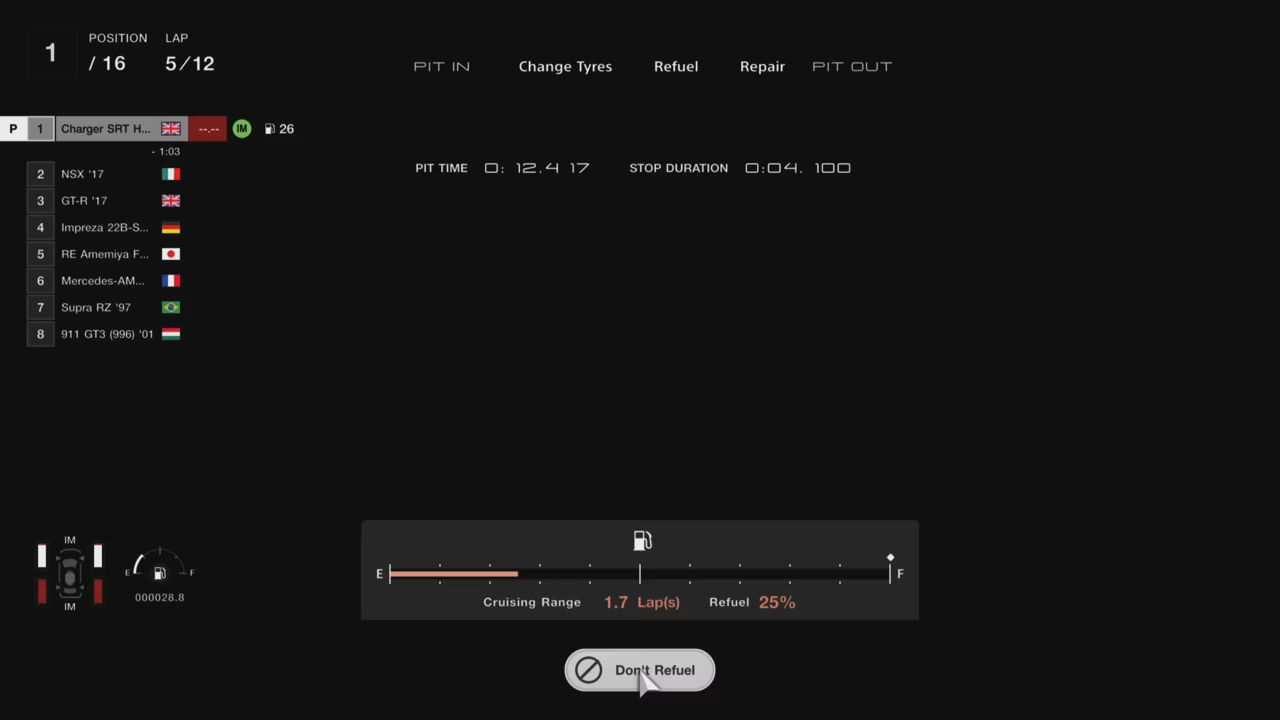 1
POSITION LAP
/ 16 5/12
PIT IN Change Tyres Refuel Repair PIT OUT
P 1 Charger SRT H... --.-- IM 26
- 1:03
2 NSX '17
3 GT-R '17
4 Impreza 22B-S...
5 RE Amemiya F...
6 Mercedes-AM...
7 Supra RZ '97
8 911 GT3 (996) '01
PIT TIME 0: 12.4 17 STOP DURATION 0:04. 100
IM
E F
000028.8
IM
E F
Cruising Range 1.7 Lap(s) Refuel 25%
Don't Refuel